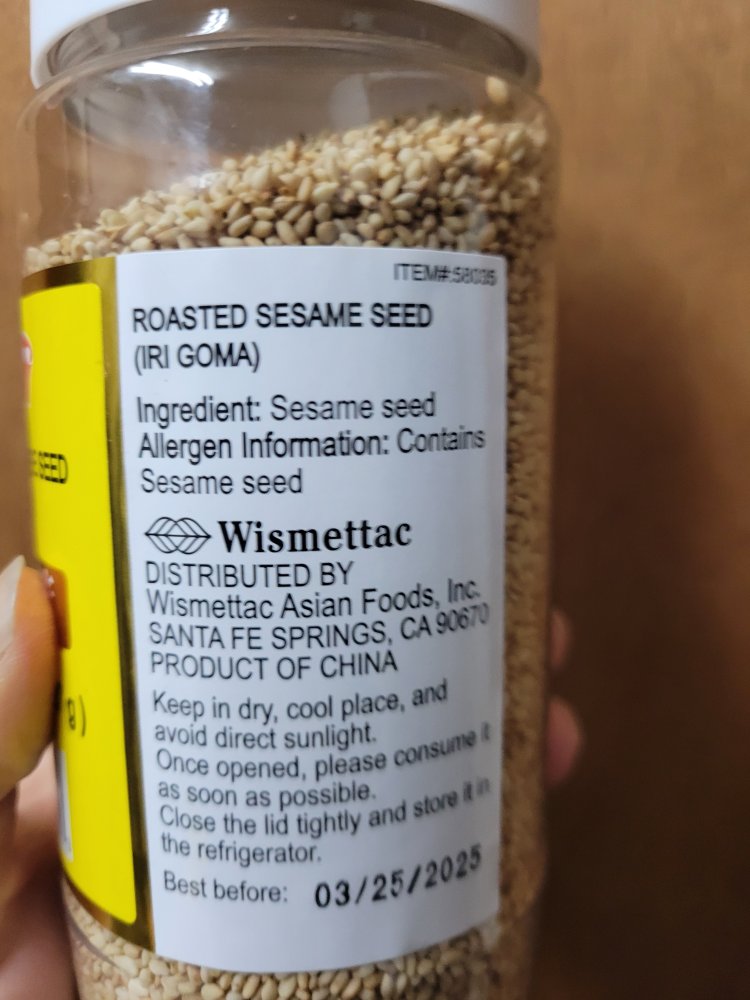 ITEM#:58035
ROASTED SESAME SEED
(IRI GOMA)
Ingredient: Sesame seed
Allergen Information: Contains
Sesame seed
Wismettac
DISTRIBUTED BY
Wismettac Asian Foods, Inc.
SANTA FE SPRINGS, CA 90670
PRODUCT OF CHINA
Keep in dry, cool place, and
avoid direct sunlight.
Once opened, please consume it
as soon as possible.
Close the lid tightly and store it in
the refrigerator.
Best before: 03/25/2025
SEED
g)